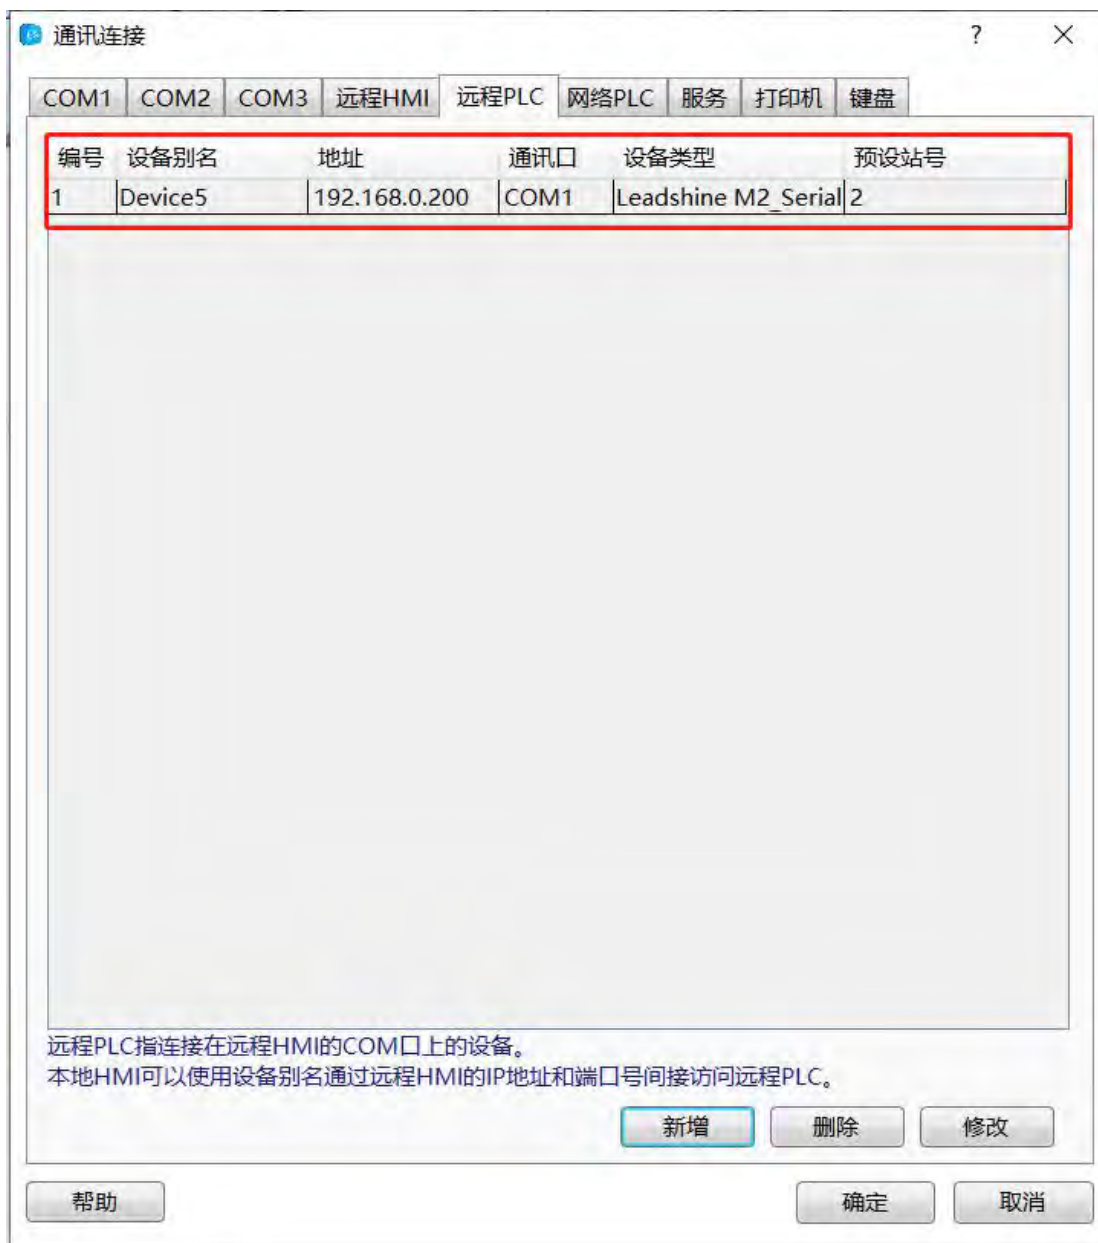 通讯连接 ?
COM1 COM2 COM3 远程HMI 远程PLC 网络PLC 服务 打印机 键盘
编号 设备别名 地址 通讯口 设备类型 预设站号
1 Device5 192.168.0.200 COM1 Leadshine M2_Serial 2
远程PLC指连接在远程HMI的COM口上的设备。
本地HMI可以使用设备别名通过远程HMI的IP地址和端口号间接访问远程PLC。
新增 删除 修改
帮助 确定 取消